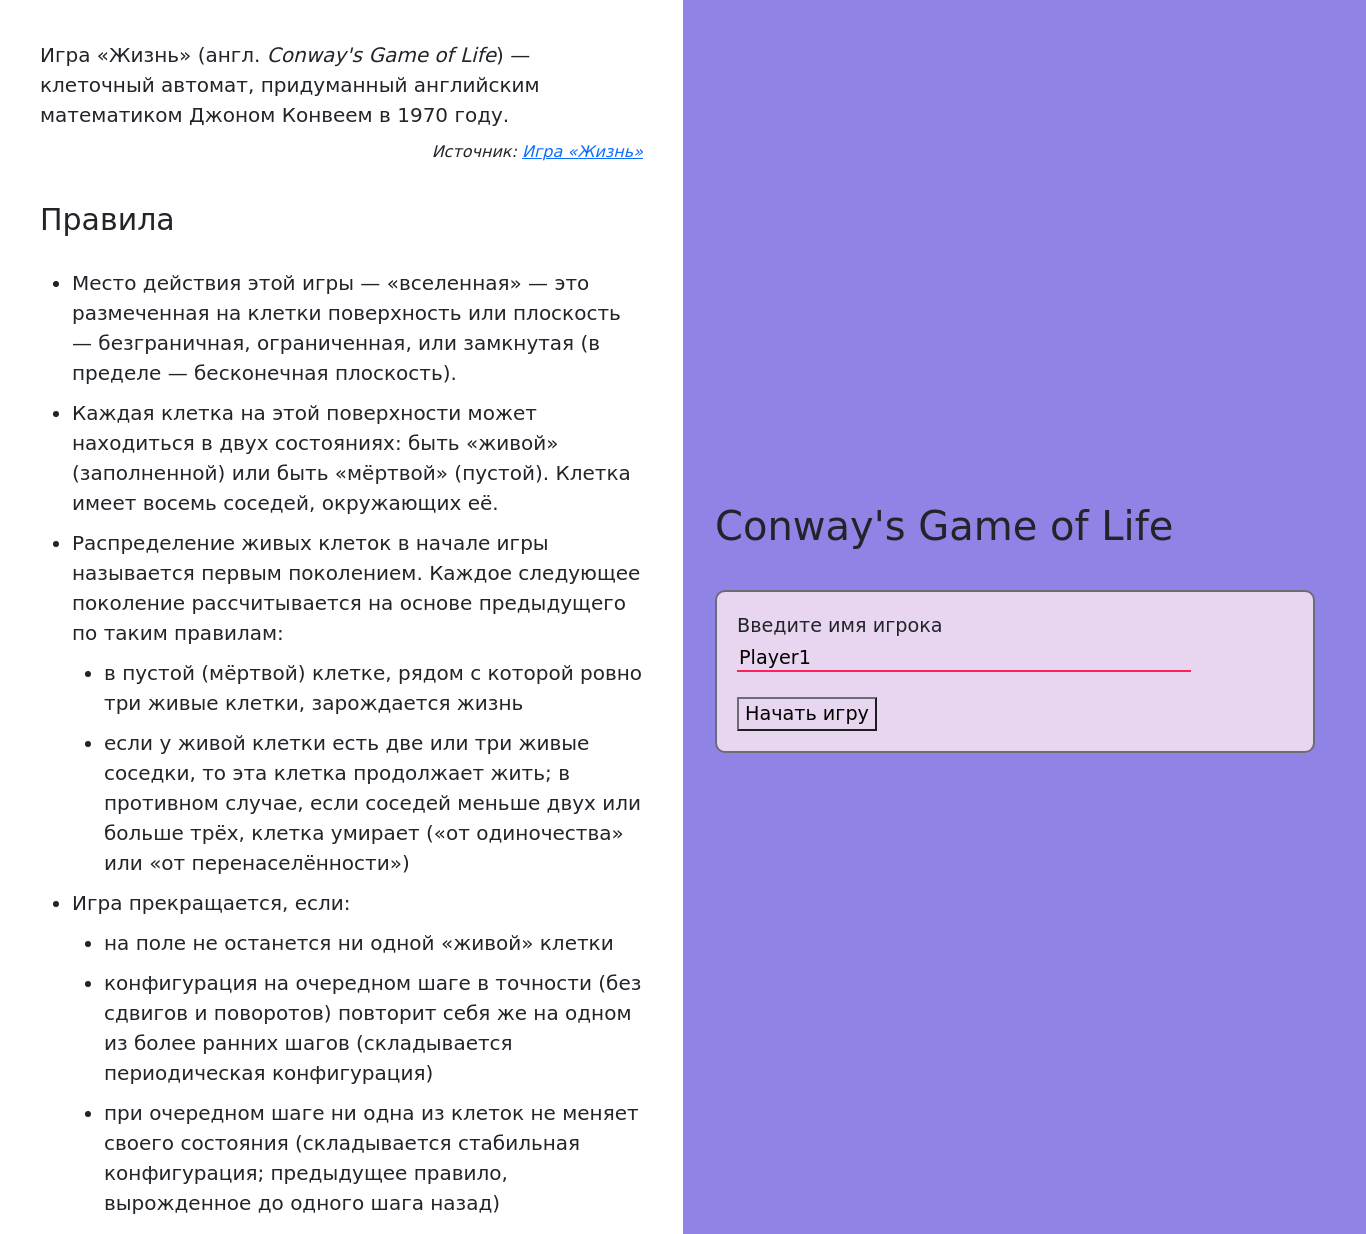 Игра «Жизнь» (англ. Conway's Game of Life) —
клеточный автомат, придуманный английским
математиком Джоном Конвеем в 1970 году.
Источник: Игра «Жизнь»
Правила
• Место действия этой игры — «вселенная» — это
размеченная на клетки поверхность или плоскость
— безграничная, ограниченная, или замкнутая (в
пределе — бесконечная плоскость).
• Каждая клетка на этой поверхности может
находиться в двух состояниях: быть «живой»
(заполненной) или быть «мёртвой» (пустой). Клетка
имеет восемь соседей, окружающих её.
• Распределение живых клеток в начале игры
называется первым поколением. Каждое следующее
поколение рассчитывается на основе предыдущего
по таким правилам:
• в пустой (мёртвой) клетке, рядом с которой ровно
три живые клетки, зарождается жизнь
• если у живой клетки есть две или три живые
соседки, то эта клетка продолжает жить; в
противном случае, если соседей меньше двух или
больше трёх, клетка умирает («от одиночества»
или «от перенаселённости»)
• Игра прекращается, если:
• на поле не останется ни одной «живой» клетки
• конфигурация на очередном шаге в точности (без
сдвигов и поворотов) повторит себя же на одном
из более ранних шагов (складывается
периодическая конфигурация)
• при очередном шаге ни одна из клеток не меняет
своего состояния (складывается стабильная
конфигурация; предыдущее правило,
вырожденное до одного шага назад)
Conway's Game of Life
Введите имя игрока
Player1
Начать игру